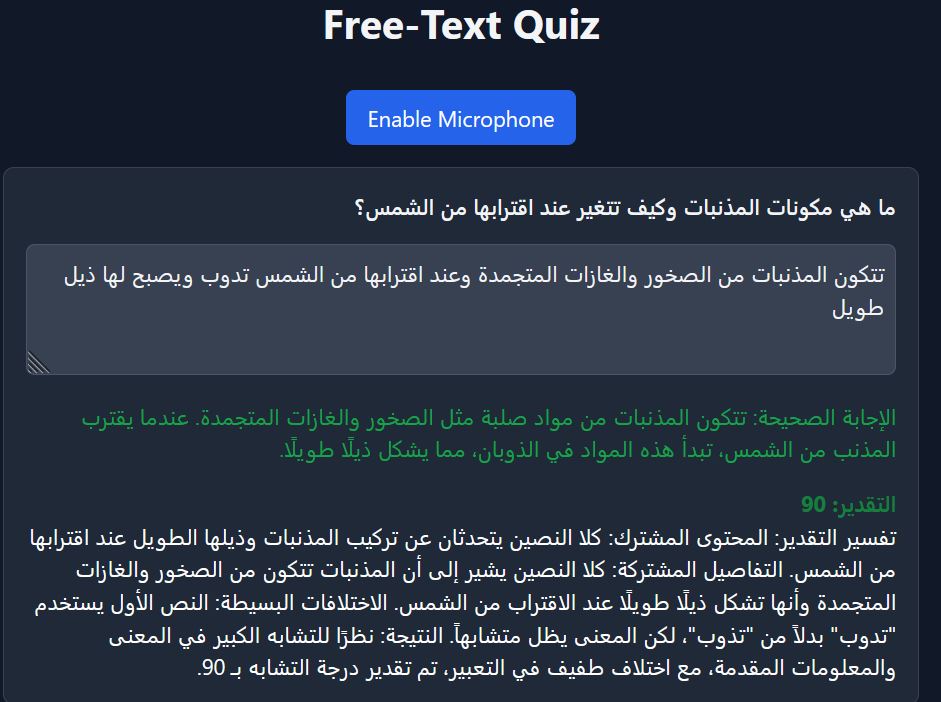 Free-Text Quiz
Enable Microphone
ما هي مكونات المذنبات وكيف تتغير عند اقترابها من الشمس؟
تتكون المذنبات من الصخور والغازات المتجمدة وعند اقترابها من الشمس تدوب ويصبح لها ذيل
طويل
الإجابة الصحيحة: تتكون المذنبات من مواد صلبة مثل الصخور والغازات المتجمدة. عندما يقترب
المذنب من الشمس، تبدأ هذه المواد في الذوبان، مما يشكل ذيلًا طويلًا.
التقدير: 90
تفسير التقدير: المحتوى المشترك: كلا النصين يتحدثان عن تركيب المذنبات وذيلها الطويل عند اقترابها
من الشمس. التفاصيل المشتركة: كلا النصين يشير إلى أن المذنبات تتكون من الصخور والغازات
المتجمدة وأنها تشكل ذيلًا طويلًا عند الاقتراب من الشمس. الاختلافات البسيطة: النص الأول يستخدم
"تدوب" بدلاً من "تذوب"، لكن المعنى يظل متشابهاً. النتيجة: نظرًا للتشابه الكبير في المعنى
والمعلومات المقدمة، مع اختلاف طفيف في التعبير، تم تقدير درجة التشابه بـ 90.